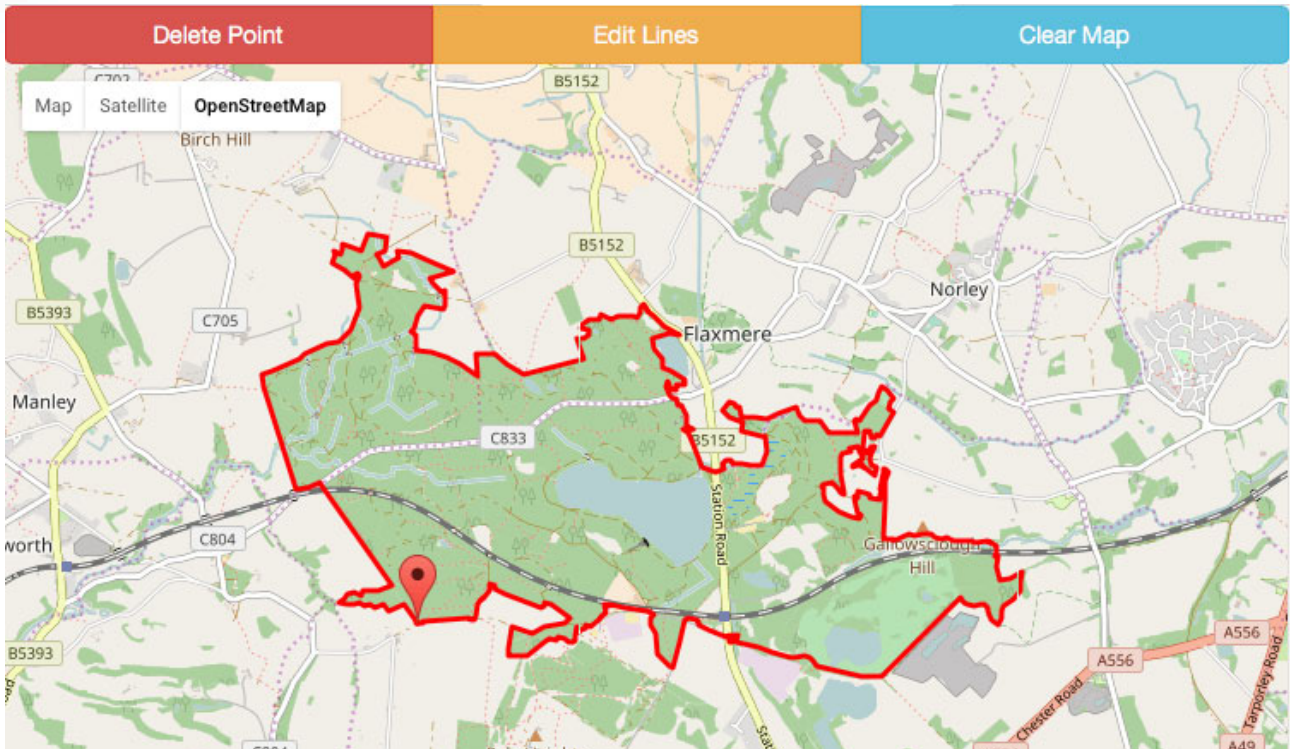 Delete Point
Edit Lines
Clear Map
C702
B5152
Map
Satellite
OpenStreetMap
Birch Hill
B5152
Norley
B5393
C705
Flaxmere
Manley
C833
B5152
Station Road
worth
C804
Gallowsclough
Hill
B5393
A556
A556
Chester Road
Tarporley Road
A49